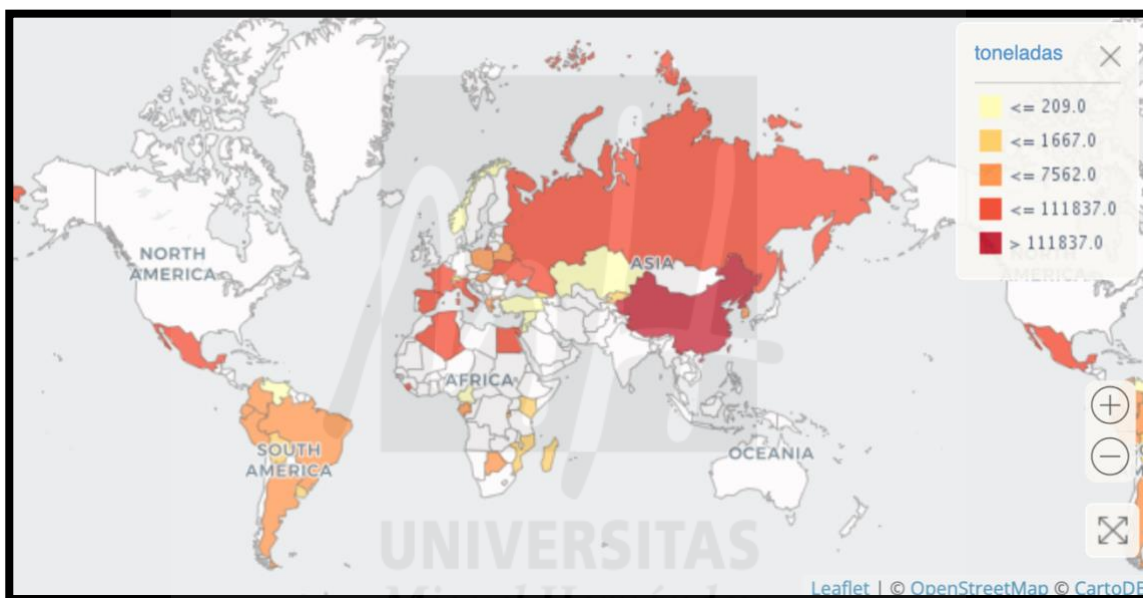 toneladas
<= 209.0
<= 1667.0
<= 7562.0
<= 111837.0
> 111837.0
NORTH
AMERICA
ASIA
NORTH
AMERICA
AFRICA
SOUTH
AMERICA
OCEANIA
UNIVERSITAS
Leaflet | © OpenStreetMap © CartoDB